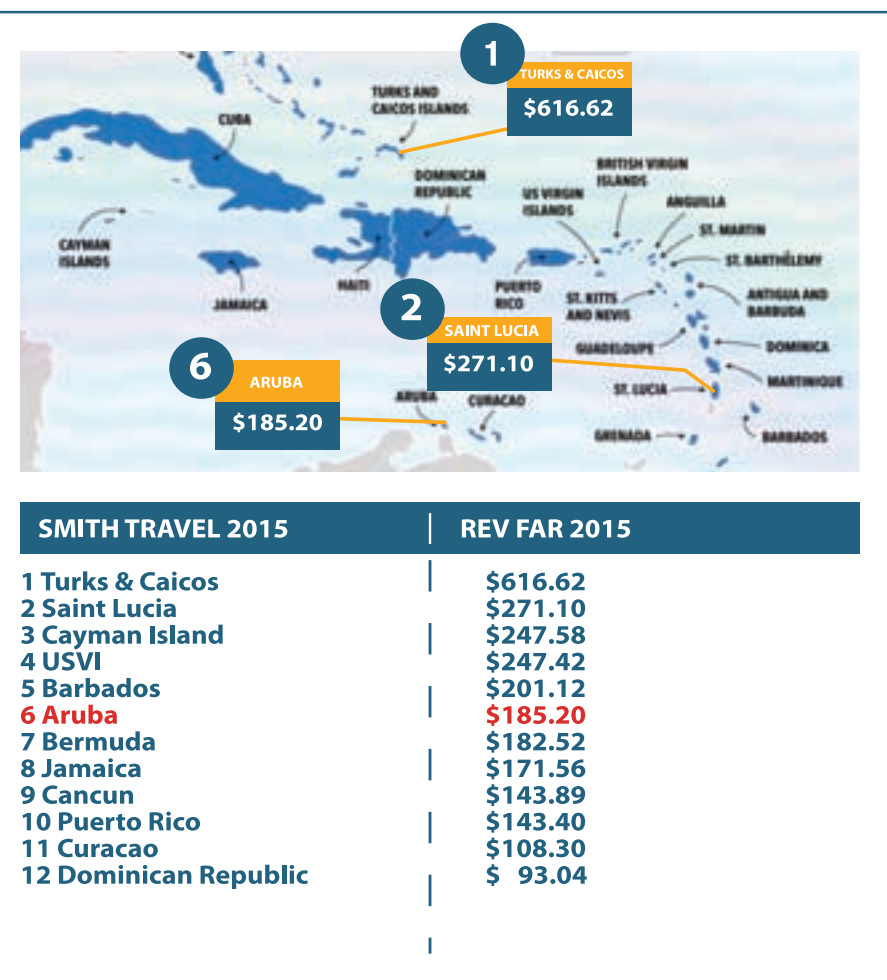 1
TURKS & CAICOS
$616.62
TURKS AND
CAICOS ISLANDS
CUBA
DOMINICAN
REPUBLIC
BRITISH VIRGIN
ISLANDS
US VIRGIN
ISLANDS
ANGUILLA
ST. MARTIN
CAYMAN
ISLANDS
ST. BARTHÉLEMY
HAITI
PUERTO
RICO
JAMAICA
ST. KITTS
AND NEVIS
ANTIGUA AND
BARBUDA
2
SAINT LUCIA
$271.10
GUADELOUPE
DOMINICA
6
ARUBA
$185.20
MARTINIQUE
ST. LUCIA
ARUBA
CURACAO
GRENADA
BARBADOS
SMITH TRAVEL 2015 | REV FAR 2015
1 Turks & Caicos $616.62
2 Saint Lucia $271.10
3 Cayman Island $247.58
4 USVI $247.42
5 Barbados $201.12
6 Aruba $185.20
7 Bermuda $182.52
8 Jamaica $171.56
9 Cancun $143.89
10 Puerto Rico $143.40
11 Curacao $108.30
12 Dominican Republic $ 93.04